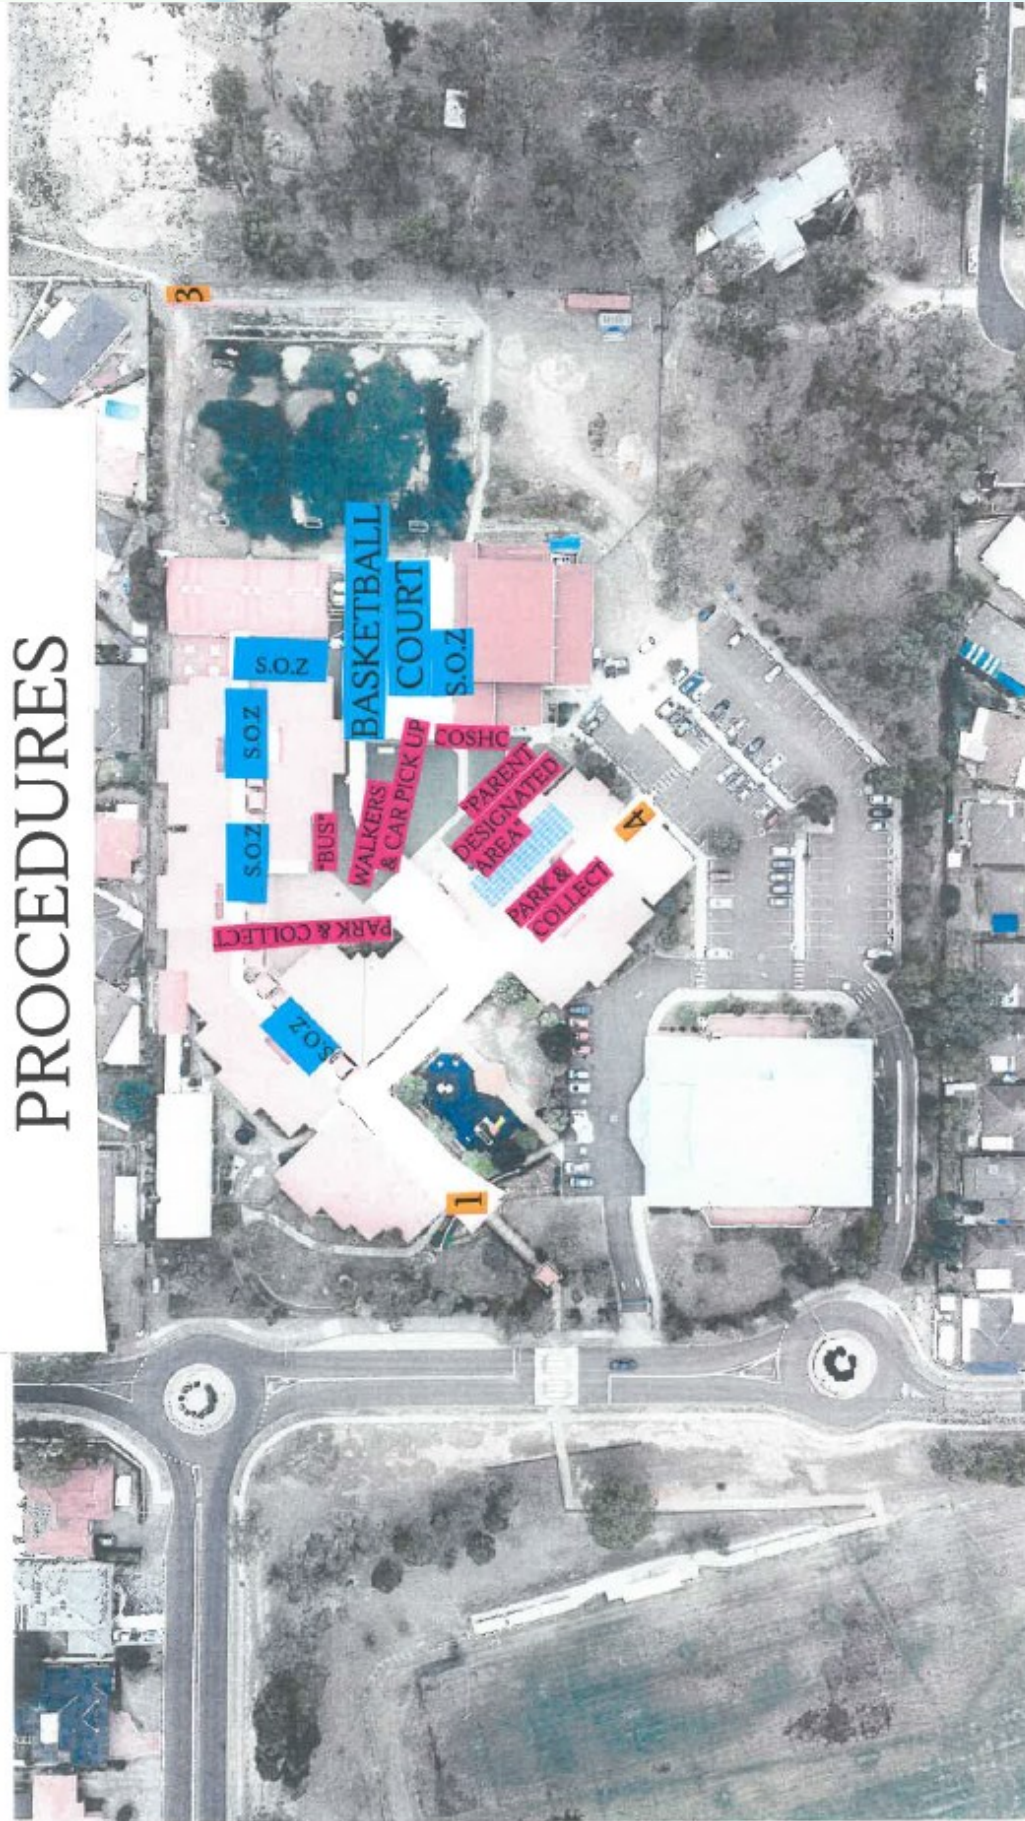 PROCEDURES
3
BASKETBALL
COURT
S.O.Z
S.O.Z
S.O.Z
S.O.Z
S.O.Z
COSHC
"BUS"
WALKERS
& CAR PICK UP
"PARENT
DESIGNATED
AREA"
PARK &
COLLECT
PARK & COLLECT
4
1